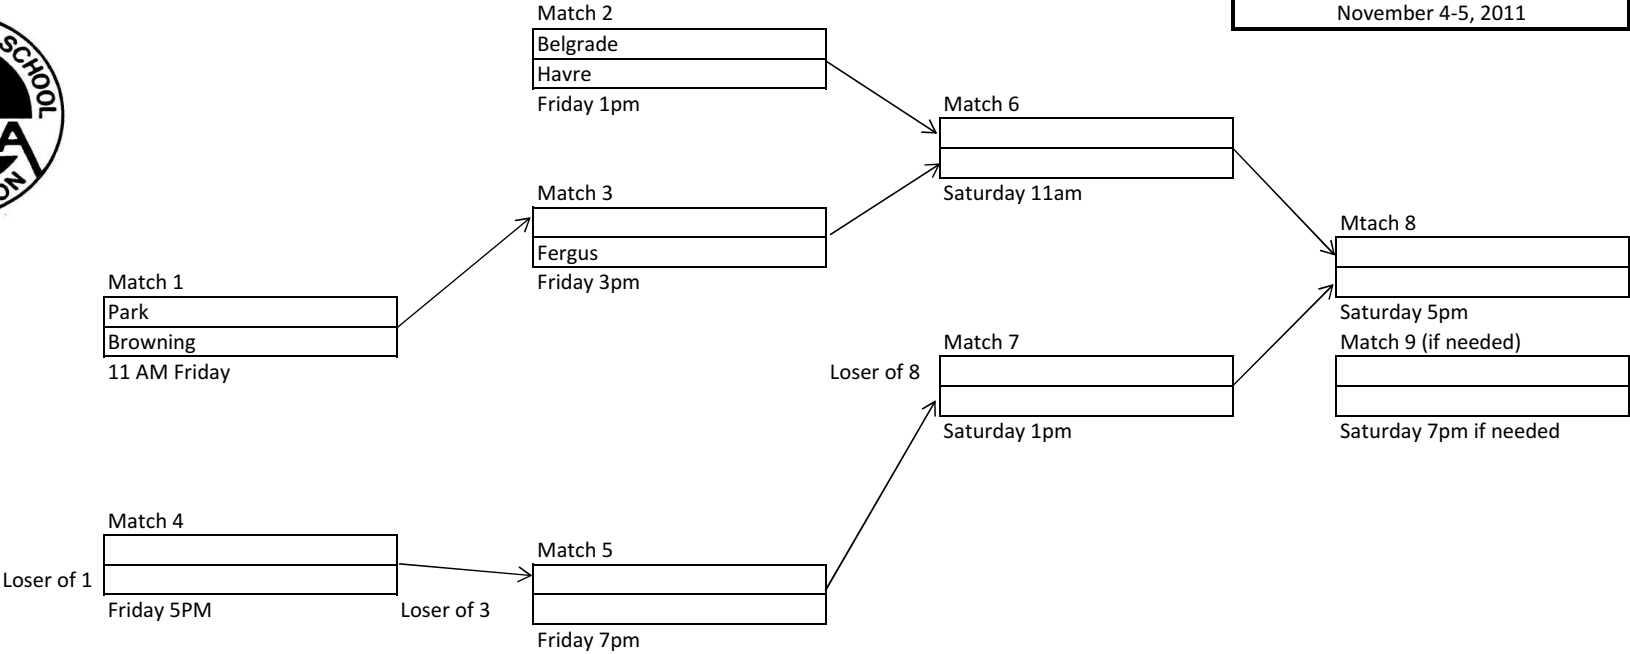 Match 2
November 4-5, 2011
SCHOOL
Belgrade
Havre
Friday 1pm
Match 6
A
ON
Match 3
Saturday 11am
Mtach 8
Fergus
Match 1
Friday 3pm
Park
Saturday 5pm
Browning
Match 7
Match 9 (if needed)
11 AM Friday
Loser of 8
Saturday 1pm
Saturday 7pm if needed
Match 4
Match 5
Loser of 1
Friday 5PM
Loser of 3
Friday 7pm